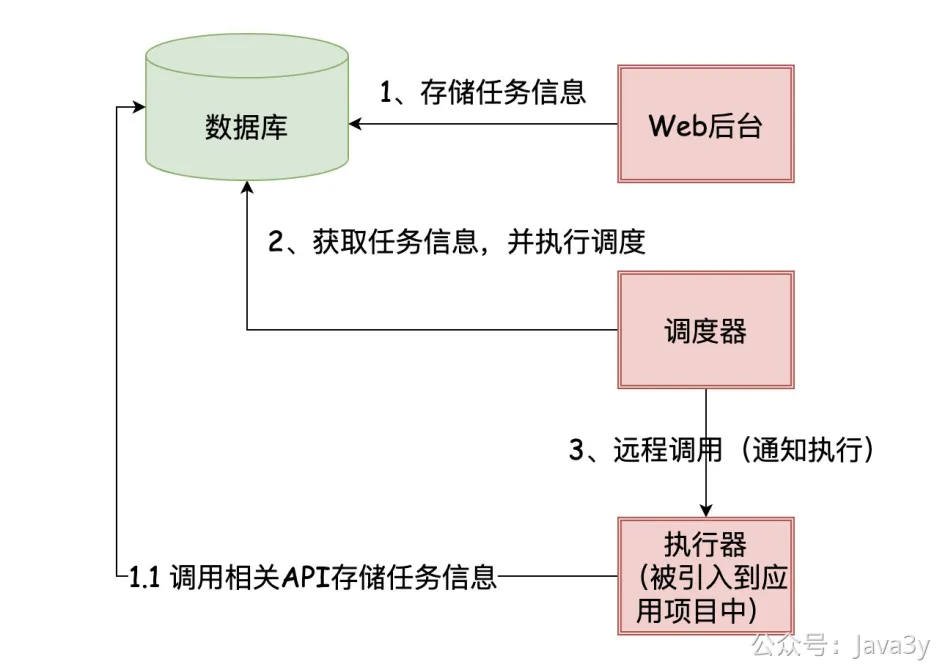 1、存储任务信息
数据库
Web后台
2、获取任务信息，并执行调度
调度器
3、远程调用（通知执行）
执行器
（被引入到应
用项目中）
1.1 调用相关API存储任务信息
公众号：Java3y